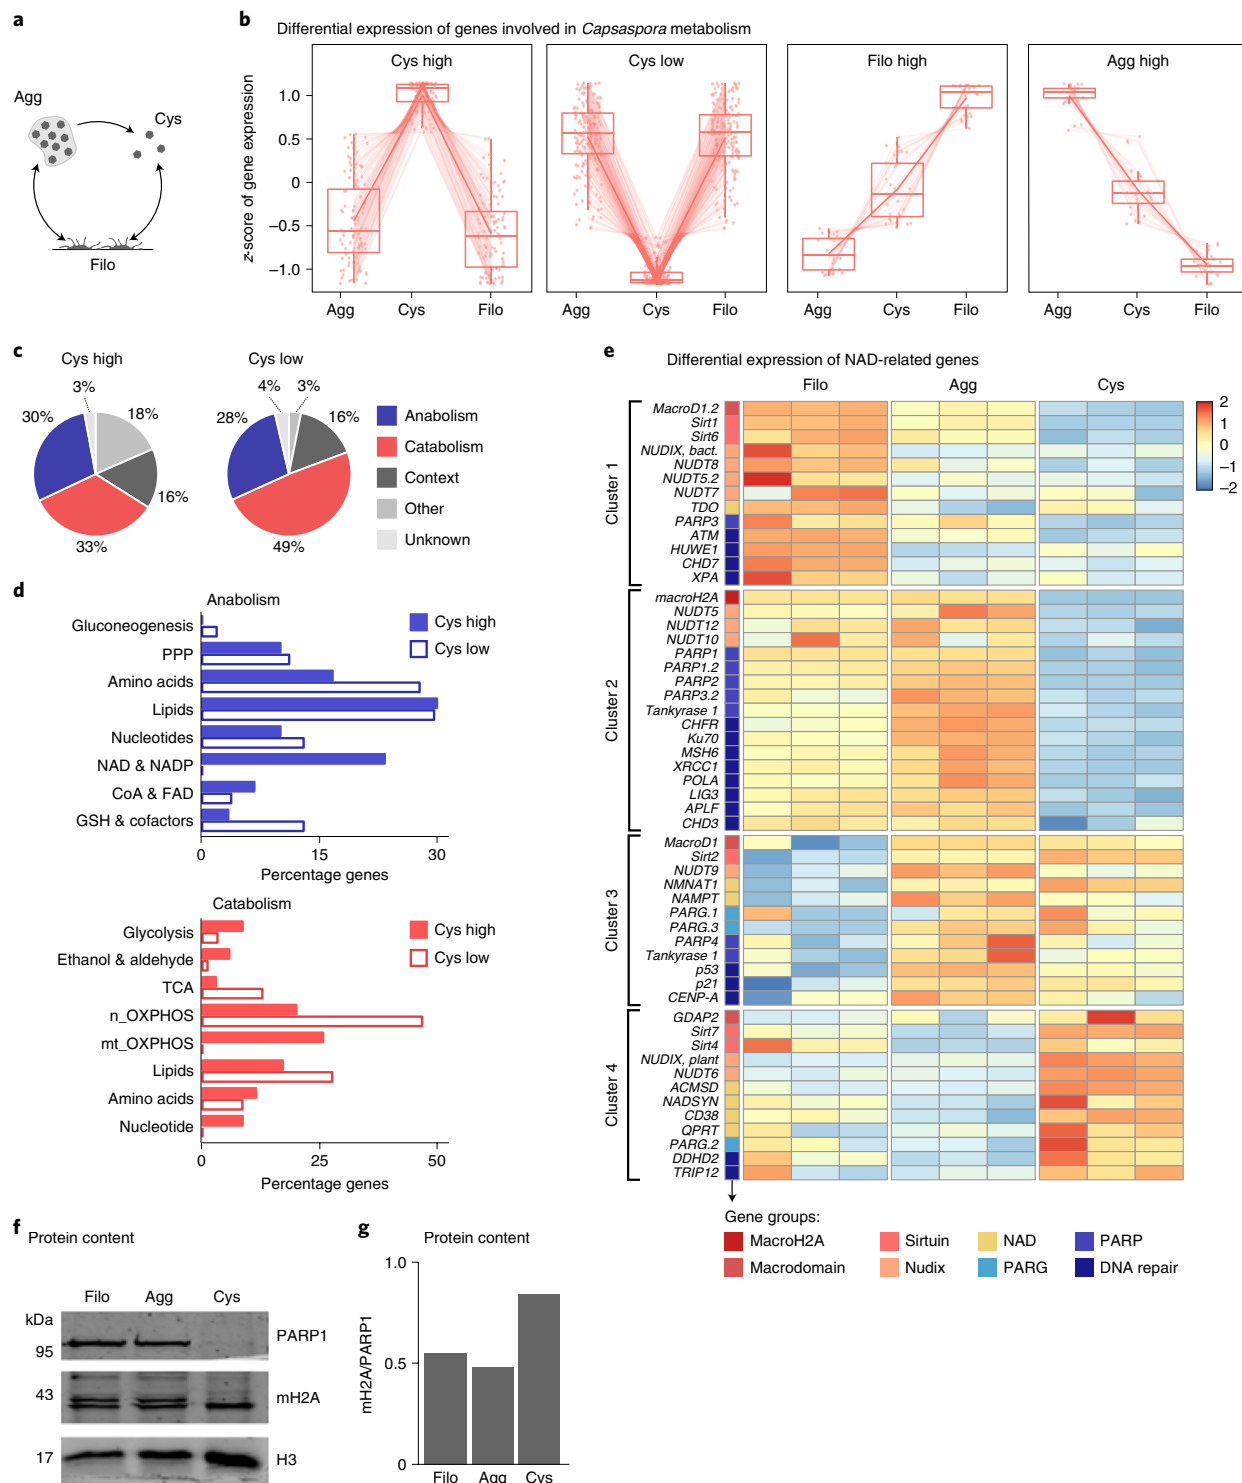 a
Agg
Cys
Filo
b
Differential expression of genes involved in Capsaspora metabolism
Cys high
Cys low
Filo high
Agg high
z-score of gene expression
1.0
0.5
0
−0.5
−1.0
Agg Cys Filo
Agg Cys Filo
Agg Cys Filo
Agg Cys Filo
c
Cys high
3%
30%
18%
16%
33%
Cys low
4%
3%
28%
16%
49%
Anabolism
Catabolism
Context
Other
Unknown
d
Anabolism
Gluconeogenesis
PPP
Amino acids
Lipids
Nucleotides
NAD & NADP
CoA & FAD
GSH & cofactors
Cys high
Cys low
0 15 30
Percentage genes
Catabolism
Glycolysis
Ethanol & aldehyde
TCA
n_OXPHOS
mt_OXPHOS
Lipids
Amino acids
Nucleotide
Cys high
Cys low
0 25 50
Percentage genes
e
Differential expression of NAD-related genes
Filo Agg Cys
Cluster 1
MacroD1.2
Sirt1
Sirt6
NUDIX, bact.
NUDT8
NUDT5.2
NUDT7
TDO
PARP3
ATM
HUWE1
CHD7
XPA
Cluster 2
macroH2A
NUDT5
NUDT12
NUDT10
PARP1
PARP1.2
PARP2
PARP3.2
Tankyrase 1
CHFR
Ku70
MSH6
XRCC1
POLA
LIG3
APLF
CHD3
Cluster 3
MacroD1
Sirt2
NUDT9
NMNAT1
NAMPT
PARG.1
PARG.3
PARP4
Tankyrase 1
p53
p21
CENP-A
Cluster 4
GDAP2
Sirt7
Sirt4
NUDIX, plant
NUDT6
ACMSD
NADSYN
CD38
QPRT
PARG.2
DDHD2
TRIP12
2
1
0
−1
−2
Gene groups:
MacroH2A
Sirtuin
NAD
PARP
Macrodomain
Nudix
PARG
DNA repair
f
Protein content
Filo Agg Cys
kDa
95
PARP1
43
mH2A
17
H3
g
Protein content
mH2A/PARP1
1.0
0.5
0
Filo Agg Cys